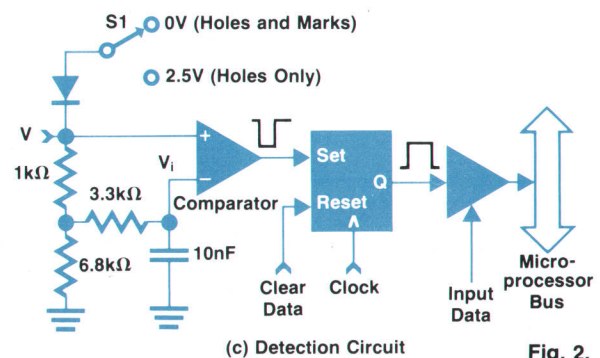 S1
0V (Holes and Marks)
2.5V (Holes Only)
V
1kΩ
3.3kΩ
6.8kΩ
10nF
Vi
+
−
Comparator
Set
Reset
Q
Clear
Data
Clock
Input
Data
Micro-
processor
Bus
(c) Detection Circuit
Fig. 2.